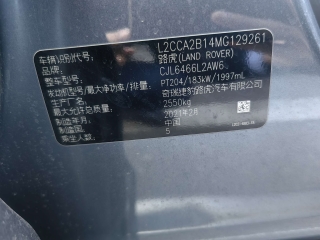 车辆识别代号: L2CCA2B14MG129261
品牌: 路虎(LAND ROVER)
整车型号: CJL6466L2AW6
发动机型号/最大净功率/排量: PT204/183kW/1997mL
生产厂名: 奇瑞捷豹路虎汽车有限公司
最大允许总质量: 2550kg
制造年月: 2021年2月
制造国: 中国
乘坐人数: 5